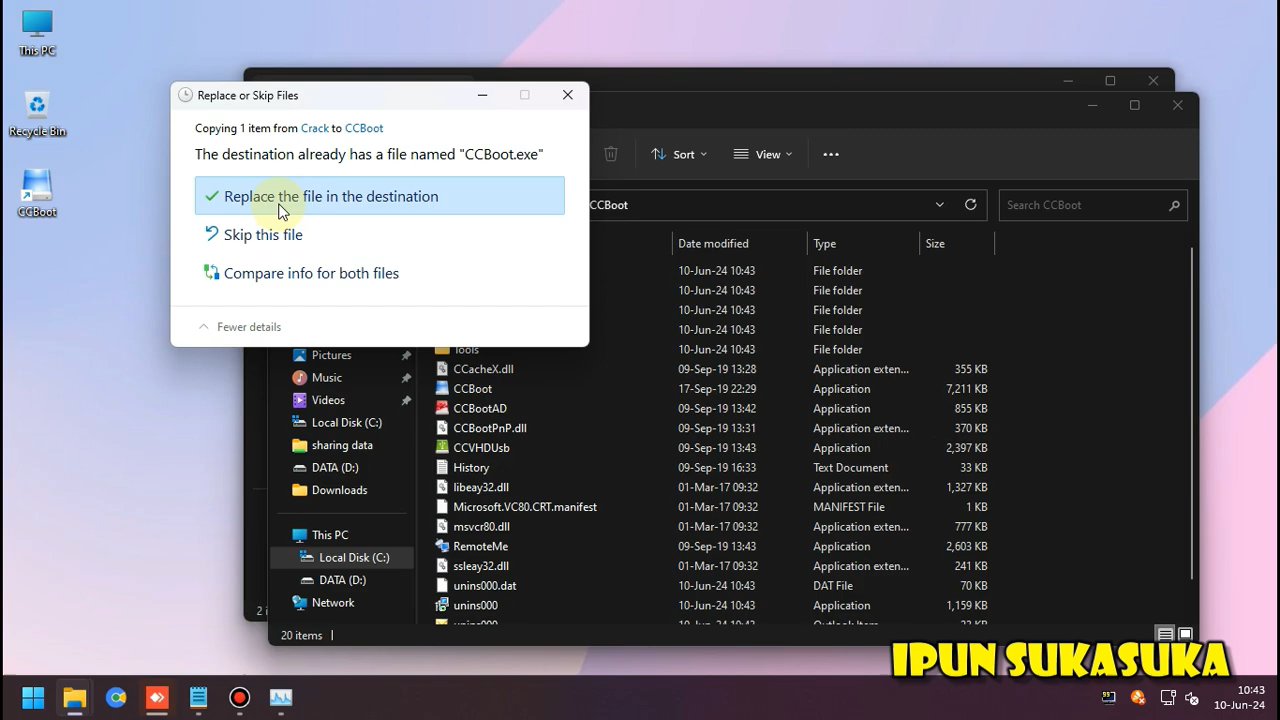 This PC
Recycle Bin
CCBoot
Replace or Skip Files
Copying 1 item from Crack to CCBoot
The destination already has a file named "CCBoot.exe"
Replace the file in the destination
Skip this file
Compare info for both files
Fewer details
Sort
View
CCBoot
Search CCBoot
Date modified Type Size
10-Jun-24 10:43 File folder
10-Jun-24 10:43 File folder
10-Jun-24 10:43 File folder
10-Jun-24 10:43 File folder
Tools 10-Jun-24 10:43 File folder
CCacheX.dll 09-Sep-19 13:28 Application exten... 355 KB
CCBoot 17-Sep-19 22:29 Application 7,211 KB
CCBootAD 09-Sep-19 13:42 Application 855 KB
CCBootPnP.dll 09-Sep-19 13:31 Application exten... 370 KB
CCVHDUsb 09-Sep-19 13:42 Application 2,397 KB
History 09-Sep-19 16:33 Text Document 33 KB
libeay32.dll 01-Mar-17 09:32 Application exten... 1,327 KB
Microsoft.VC80.CRT.manifest 01-Mar-17 09:32 MANIFEST File 1 KB
msvcr80.dll 01-Mar-17 09:32 Application exten... 777 KB
RemoteMe 09-Sep-19 13:43 Application 2,603 KB
ssleay32.dll 01-Mar-17 09:32 Application exten... 241 KB
unins000.dat 10-Jun-24 10:43 DAT File 70 KB
unins000 10-Jun-24 10:43 Application 1,159 KB
Pictures
Music
Videos
Local Disk (C:)
sharing data
DATA (D:)
Downloads
This PC
Local Disk (C:)
DATA (D:)
Network
20 items
IPUN SUKASUKA
10:43
10-Jun-24